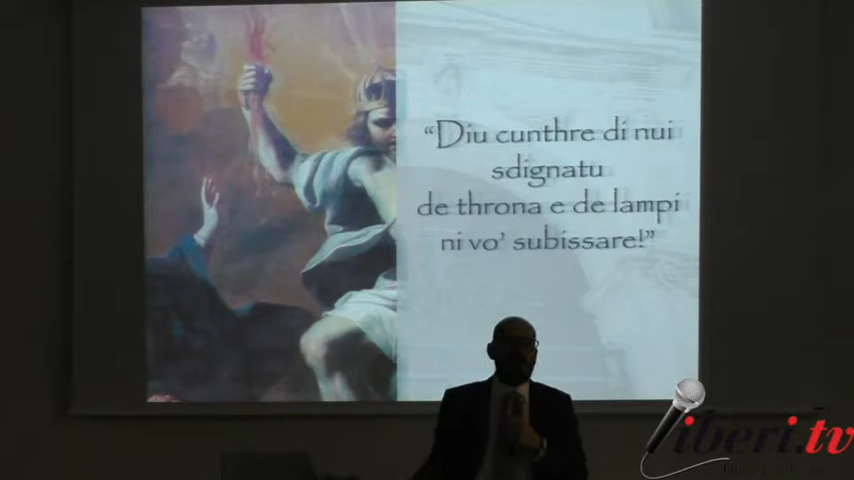 “Diu cunthre di nui
sdignatu
de throna e de lampi
ni vo’ subissare!”
liberi.tv